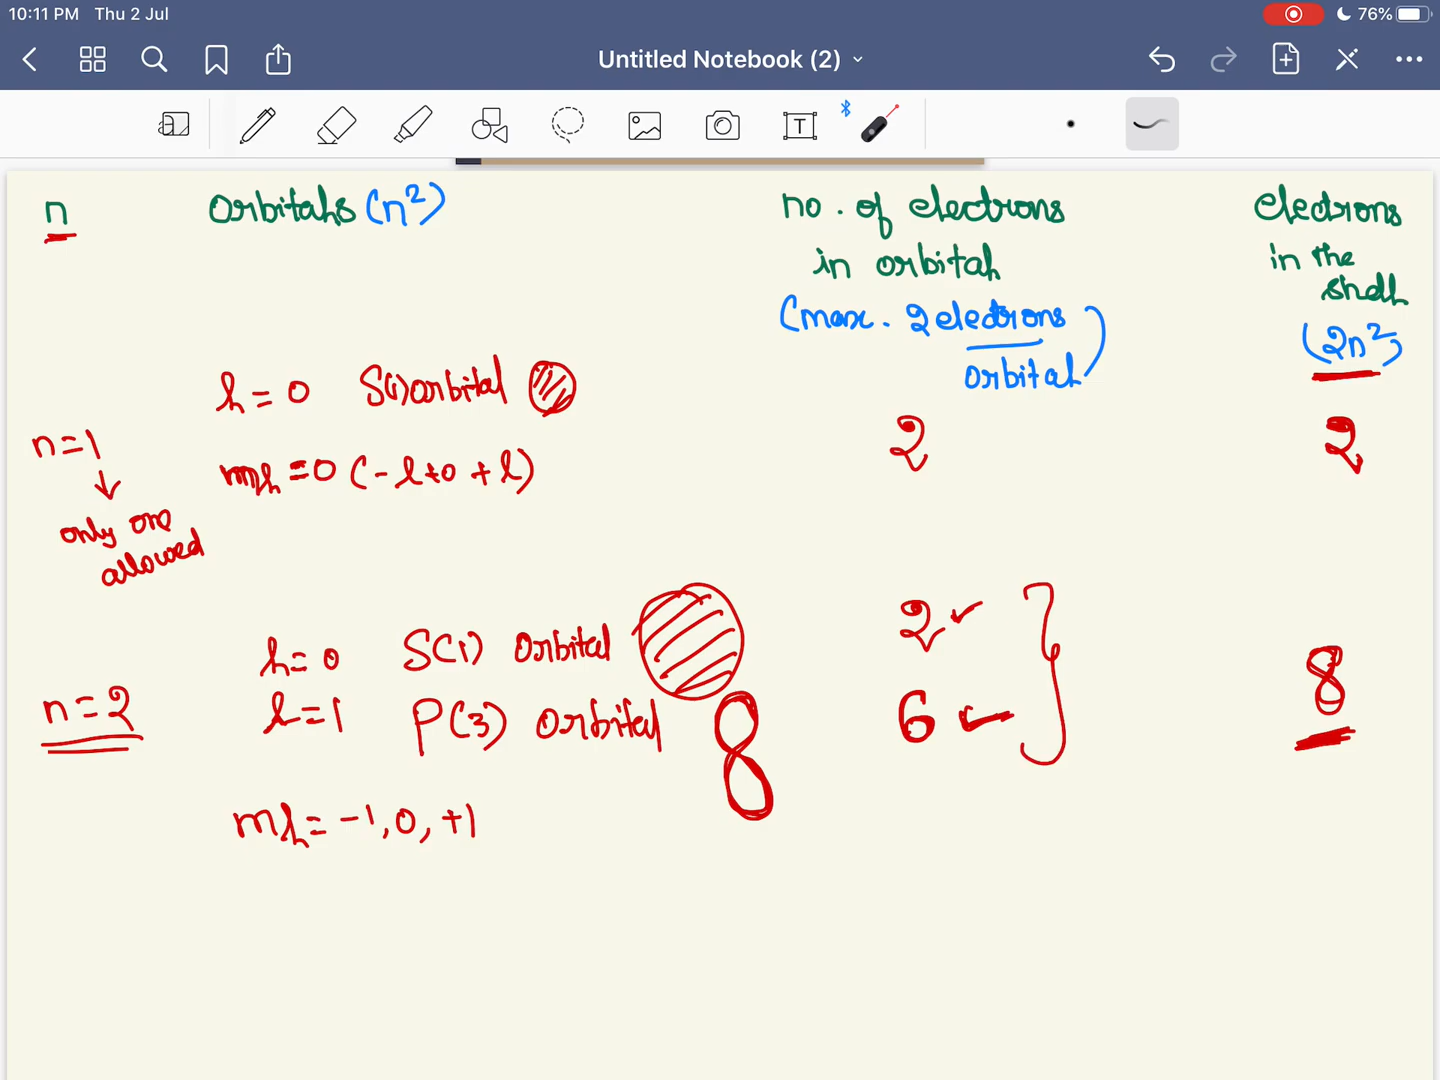 10:11 PM Thu 2 Jul
76%
Untitled Notebook (2)
n orbitals (n²) no. of electrons electrons
in orbital in the
shell
(max. 2 electrons (2n²)
orbital)
l = 0 S(1) orbital
n=1 2 2
ml = 0 (-l to + l)
only one
allowed
l = 0 S(1) orbital 2
n=2 l = 1 P(3) orbital 6 8
ml = -1, 0, +1